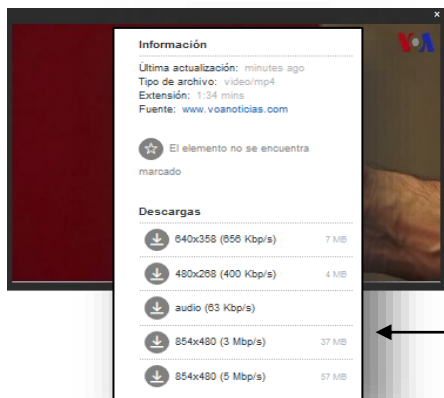 ×
VOA
Información
Última actualización: minutes ago
Tipo de archivo: video/mp4
Extensión: 1:34 mins
Fuente: www.voanoticias.com
El elemento no se encuentra
marcado
Descargas
640x358 (656 Kbp/s) 7 MB
480x268 (400 Kbp/s) 4 MB
audio (63 Kbp/s)
854x480 (3 Mbp/s) 37 MB
854x480 (5 Mbp/s) 57 MB